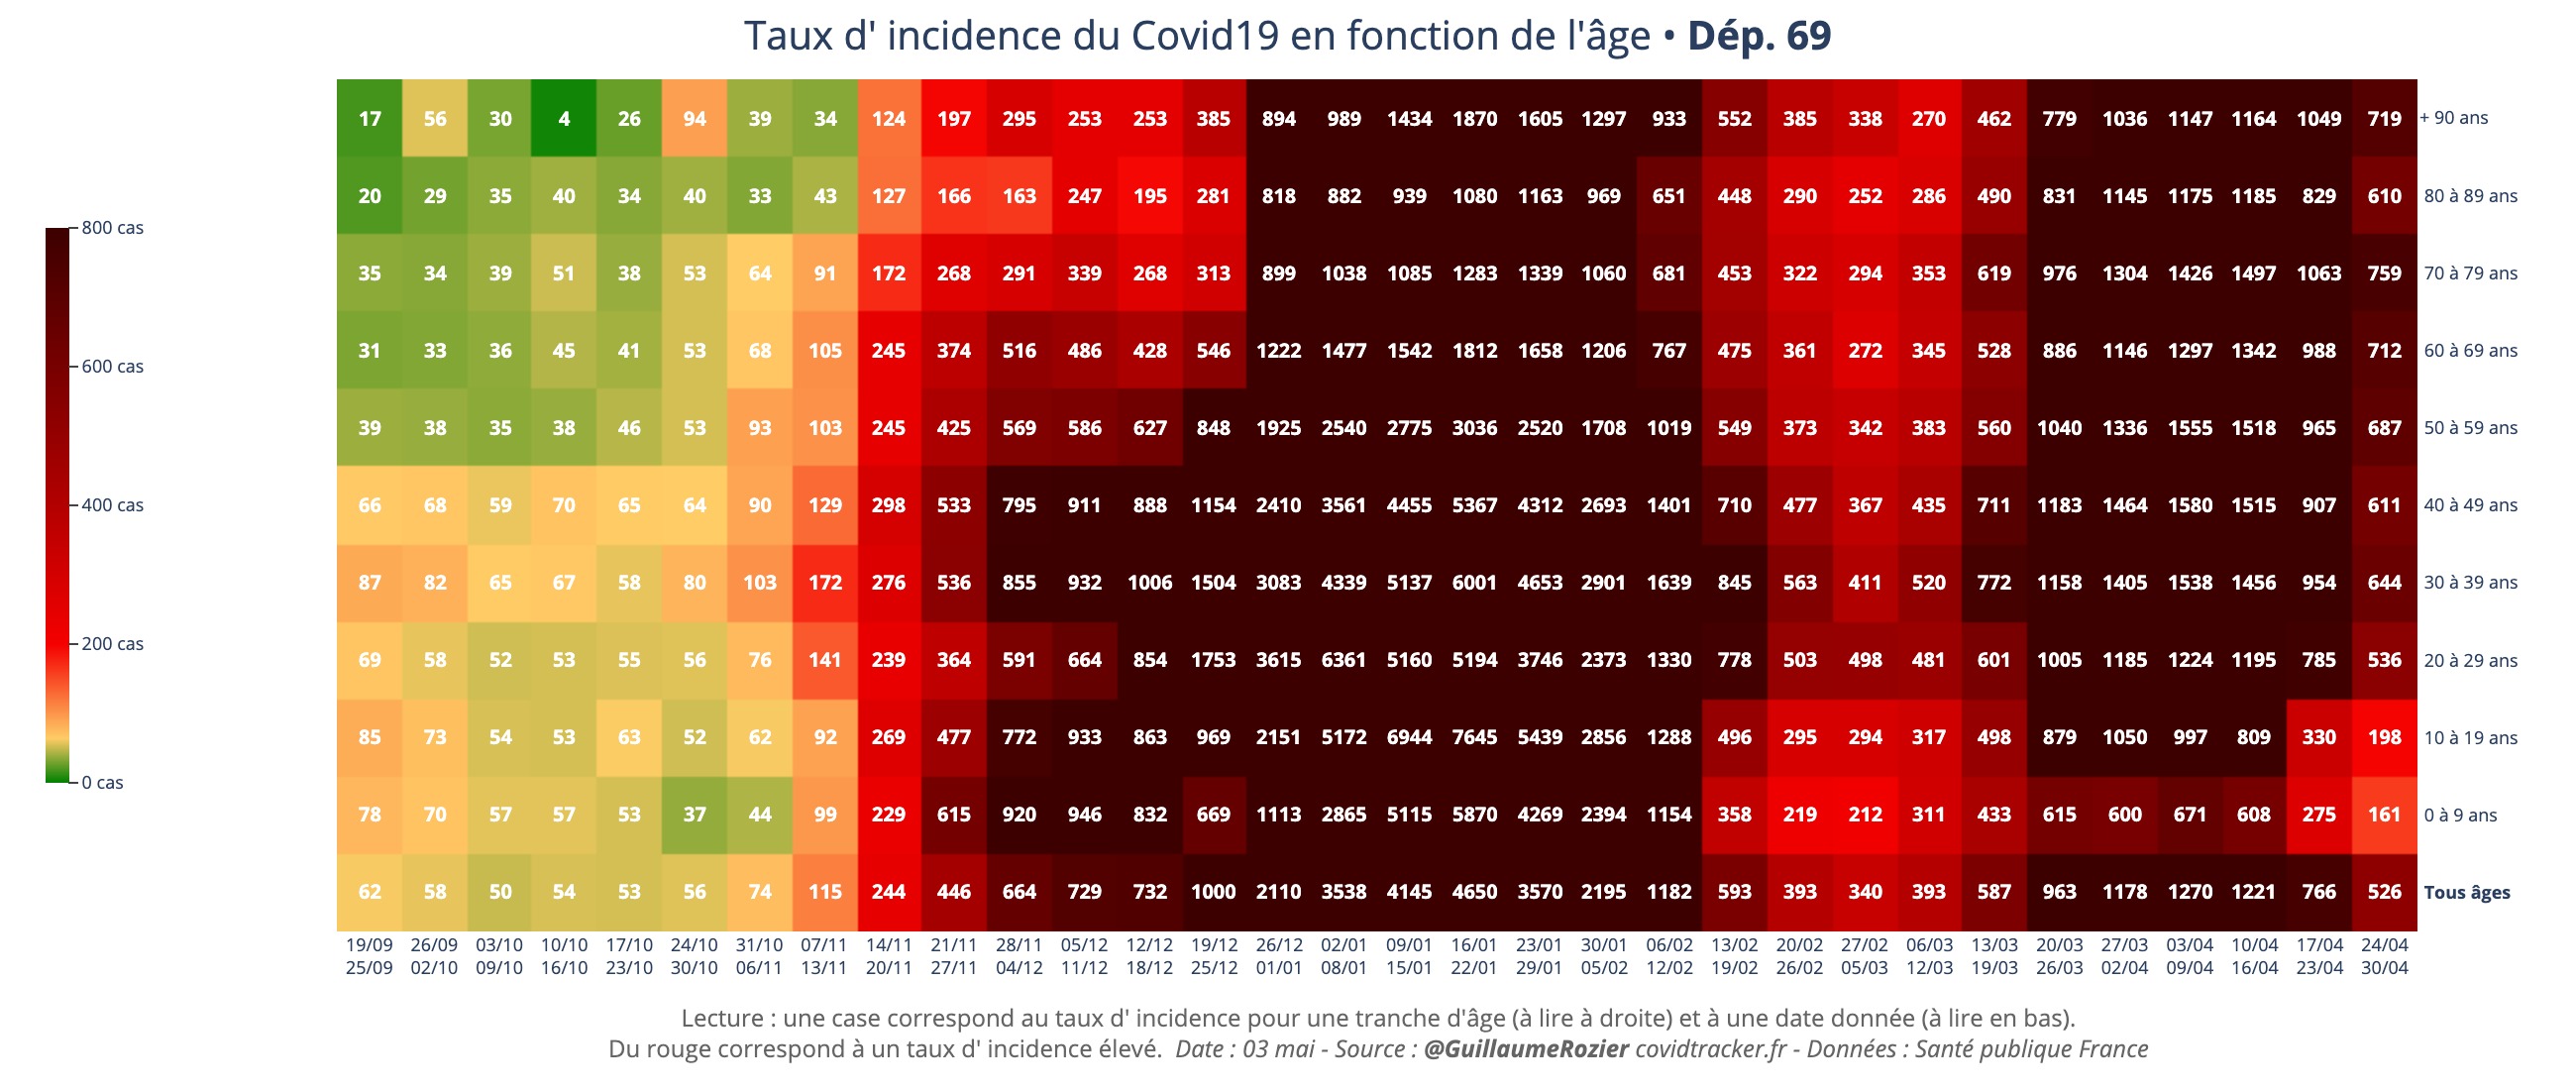 Taux d' incidence du Covid19 en fonction de l'âge • Dép. 69
800 cas
600 cas
400 cas
200 cas
0 cas
17 56 30 4 26 94 39 34 124 197 295 253 253 385 894 989 1434 1870 1605 1297 933 552 385 338 270 462 779 1036 1147 1164 1049 719 + 90 ans
20 29 35 40 34 40 33 43 127 166 163 247 195 281 818 882 939 1080 1163 969 651 448 290 252 286 490 831 1145 1175 1185 829 610 80 à 89 ans
35 34 39 51 38 53 64 91 172 268 291 339 268 313 899 1038 1085 1283 1339 1060 681 453 322 294 353 619 976 1304 1426 1497 1063 759 70 à 79 ans
31 33 36 45 41 53 68 105 245 374 516 486 428 546 1222 1477 1542 1812 1658 1206 767 475 361 272 345 528 886 1146 1297 1342 988 712 60 à 69 ans
39 38 35 38 46 53 93 103 245 425 569 586 627 848 1925 2540 2775 3036 2520 1708 1019 549 373 342 383 560 1040 1336 1555 1518 965 687 50 à 59 ans
66 68 59 70 65 64 90 129 298 533 795 911 888 1154 2410 3561 4455 5367 4312 2693 1401 710 477 367 435 711 1183 1464 1580 1515 907 611 40 à 49 ans
87 82 65 67 58 80 103 172 276 536 855 932 1006 1504 3083 4339 5137 6001 4653 2901 1639 845 563 411 520 772 1158 1405 1538 1456 954 644 30 à 39 ans
69 58 52 53 55 56 76 141 239 364 591 664 854 1753 3615 6361 5160 5194 3746 2373 1330 778 503 498 481 601 1005 1185 1224 1195 785 536 20 à 29 ans
85 73 54 53 63 52 62 92 269 477 772 933 863 969 2151 5172 6944 7645 5439 2856 1288 496 295 294 317 498 879 1050 997 809 330 198 10 à 19 ans
78 70 57 57 53 37 44 99 229 615 920 946 832 669 1113 2865 5115 5870 4269 2394 1154 358 219 212 311 433 615 600 671 608 275 161 0 à 9 ans
62 58 50 54 53 56 74 115 244 446 664 729 732 1000 2110 3538 4145 4650 3570 2195 1182 593 393 340 393 587 963 1178 1270 1221 766 526 Tous âges
19/09 26/09 03/10 10/10 17/10 24/10 31/10 07/11 14/11 21/11 28/11 05/12 12/12 19/12 26/12 02/01 09/01 16/01 23/01 30/01 06/02 13/02 20/02 27/02 06/03 13/03 20/03 27/03 03/04 10/04 17/04 24/04
25/09 02/10 09/10 16/10 23/10 30/10 06/11 13/11 20/11 27/11 04/12 11/12 18/12 25/12 01/01 08/01 15/01 22/01 29/01 05/02 12/02 19/02 26/02 05/03 12/03 19/03 26/03 02/04 09/04 16/04 23/04 30/04
Lecture : une case correspond au taux d' incidence pour une tranche d'âge (à lire à droite) et à une date donnée (à lire en bas).
Du rouge correspond à un taux d' incidence élevé. Date : 03 mai - Source : @GuillaumeRozier covidtracker.fr - Données : Santé publique France